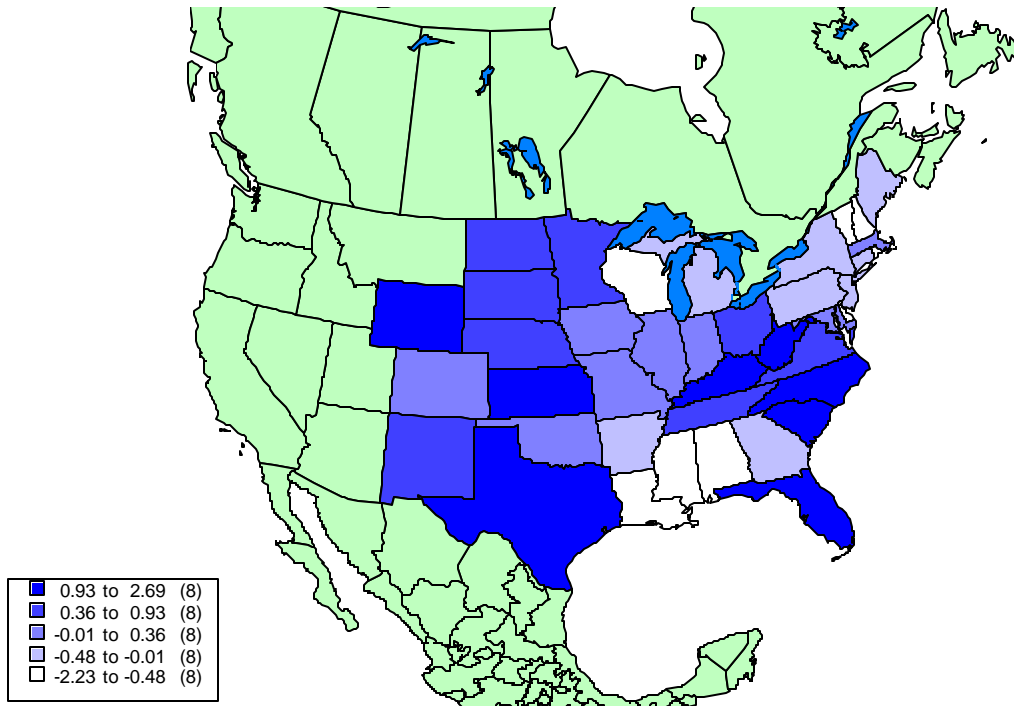 0.93 to 2.69 (8)
0.36 to 0.93 (8)
-0.01 to 0.36 (8)
-0.48 to -0.01 (8)
-2.23 to -0.48 (8)